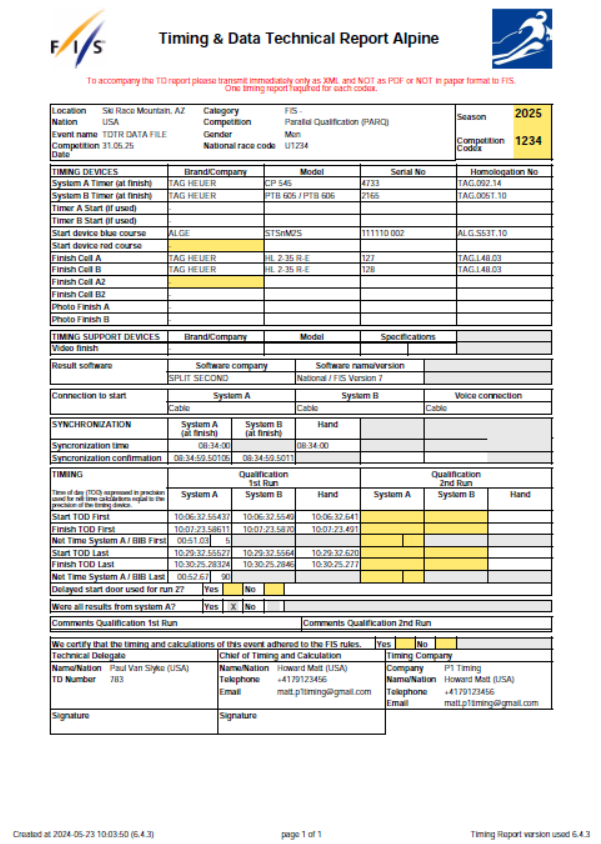 FIS
Timing & Data Technical Report Alpine
To accompany the TD report please transmit immediately only as XML and NOT as PDF or NOT in paper format to FIS.
One timing report required for each codex.
Location Ski Race Mountain, AZ Category FIS - Season 2025
Nation USA Competition Parallel Qualification (PARQ)
Event name TDTR DATA FILE Gender Men
Competition Date 31.05.25 National race code U1234 Competition Codex 1234
TIMING DEVICES Brand/Company Model Serial No Homologation No
System A Timer (at finish) TAG HEUER CP 545 4733 TAG.092.14
System B Timer (at finish) TAG HEUER PTB 605 / PTB 606 2165 TAG.005T.10
Timer A Start (if used) -
Timer B Start (if used) -
Start device blue course ALGE STSnM2S 111110 002 ALG.S53T.10
Start device red course -
Finish Cell A TAG HEUER HL 2-35 R-E 127 TAG.L48.03
Finish Cell B TAG HEUER HL 2-35 R-E 128 TAG.L48.03
Finish Cell A2 -
Finish Cell B2 -
Photo Finish A -
Photo Finish B -
TIMING SUPPORT DEVICES Brand/Company Model Specifications
Video finish -
Result software Software company Software name/version
SPLIT SECOND National / FIS Version 7
Connection to start System A System B Voice connection
Cable Cable Cable
SYNCHRONIZATION System A (at finish) System B (at finish) Hand
Syncronization time 08:34:00 08:34:00
Syncronization confirmation 08:34:59.50105 08:34:59.5011
TIMIING Qualification 1st Run Qualification 2nd Run
Time of day (TOD) expressed in precision used for net time calculations equal to the precision of the timing device.
System A System B Hand System A System B Hand
Start TOD First 10:06:32.55437 10:06:32.5549 10:06:32.641
Finish TOD First 10:07:23.58611 10:07:23.5870 10:07:23.491
Net Time System A / BIB First 00:51.03 5
Start TOD Last 10:29:32.55527 10:29:32.5564 10:29:32.620
Finish TOD Last 10:30:25.28324 10:30:25.2846 10:30:25.277
Net Time System A / BIB Last 00:52.67 90
Delayed start door used for run 2? Yes No
Were all results from system A? Yes X No
Comments Qualification 1st Run Comments Qualification 2nd Run
We certify that the timing and calculations of this event adhered to the FIS rules. Yes No
Technical Delegate Chief of Timing and Calculation Timing Company
Name/Nation Paul Van Slyke (USA) Name/Nation Howard Matt (USA) Company P1 Timing
TD Number 783 Telephone +4179123456 Name/Nation Howard Matt (USA)
Email matt.p1timing@gmail.com Telephone +4179123456
Email matt.p1timing@gmail.com
Signature Signature
Created at 2024-05-23 10:03:50 (6.4.3) page 1 of 1 Timing Report version used 6.4.3